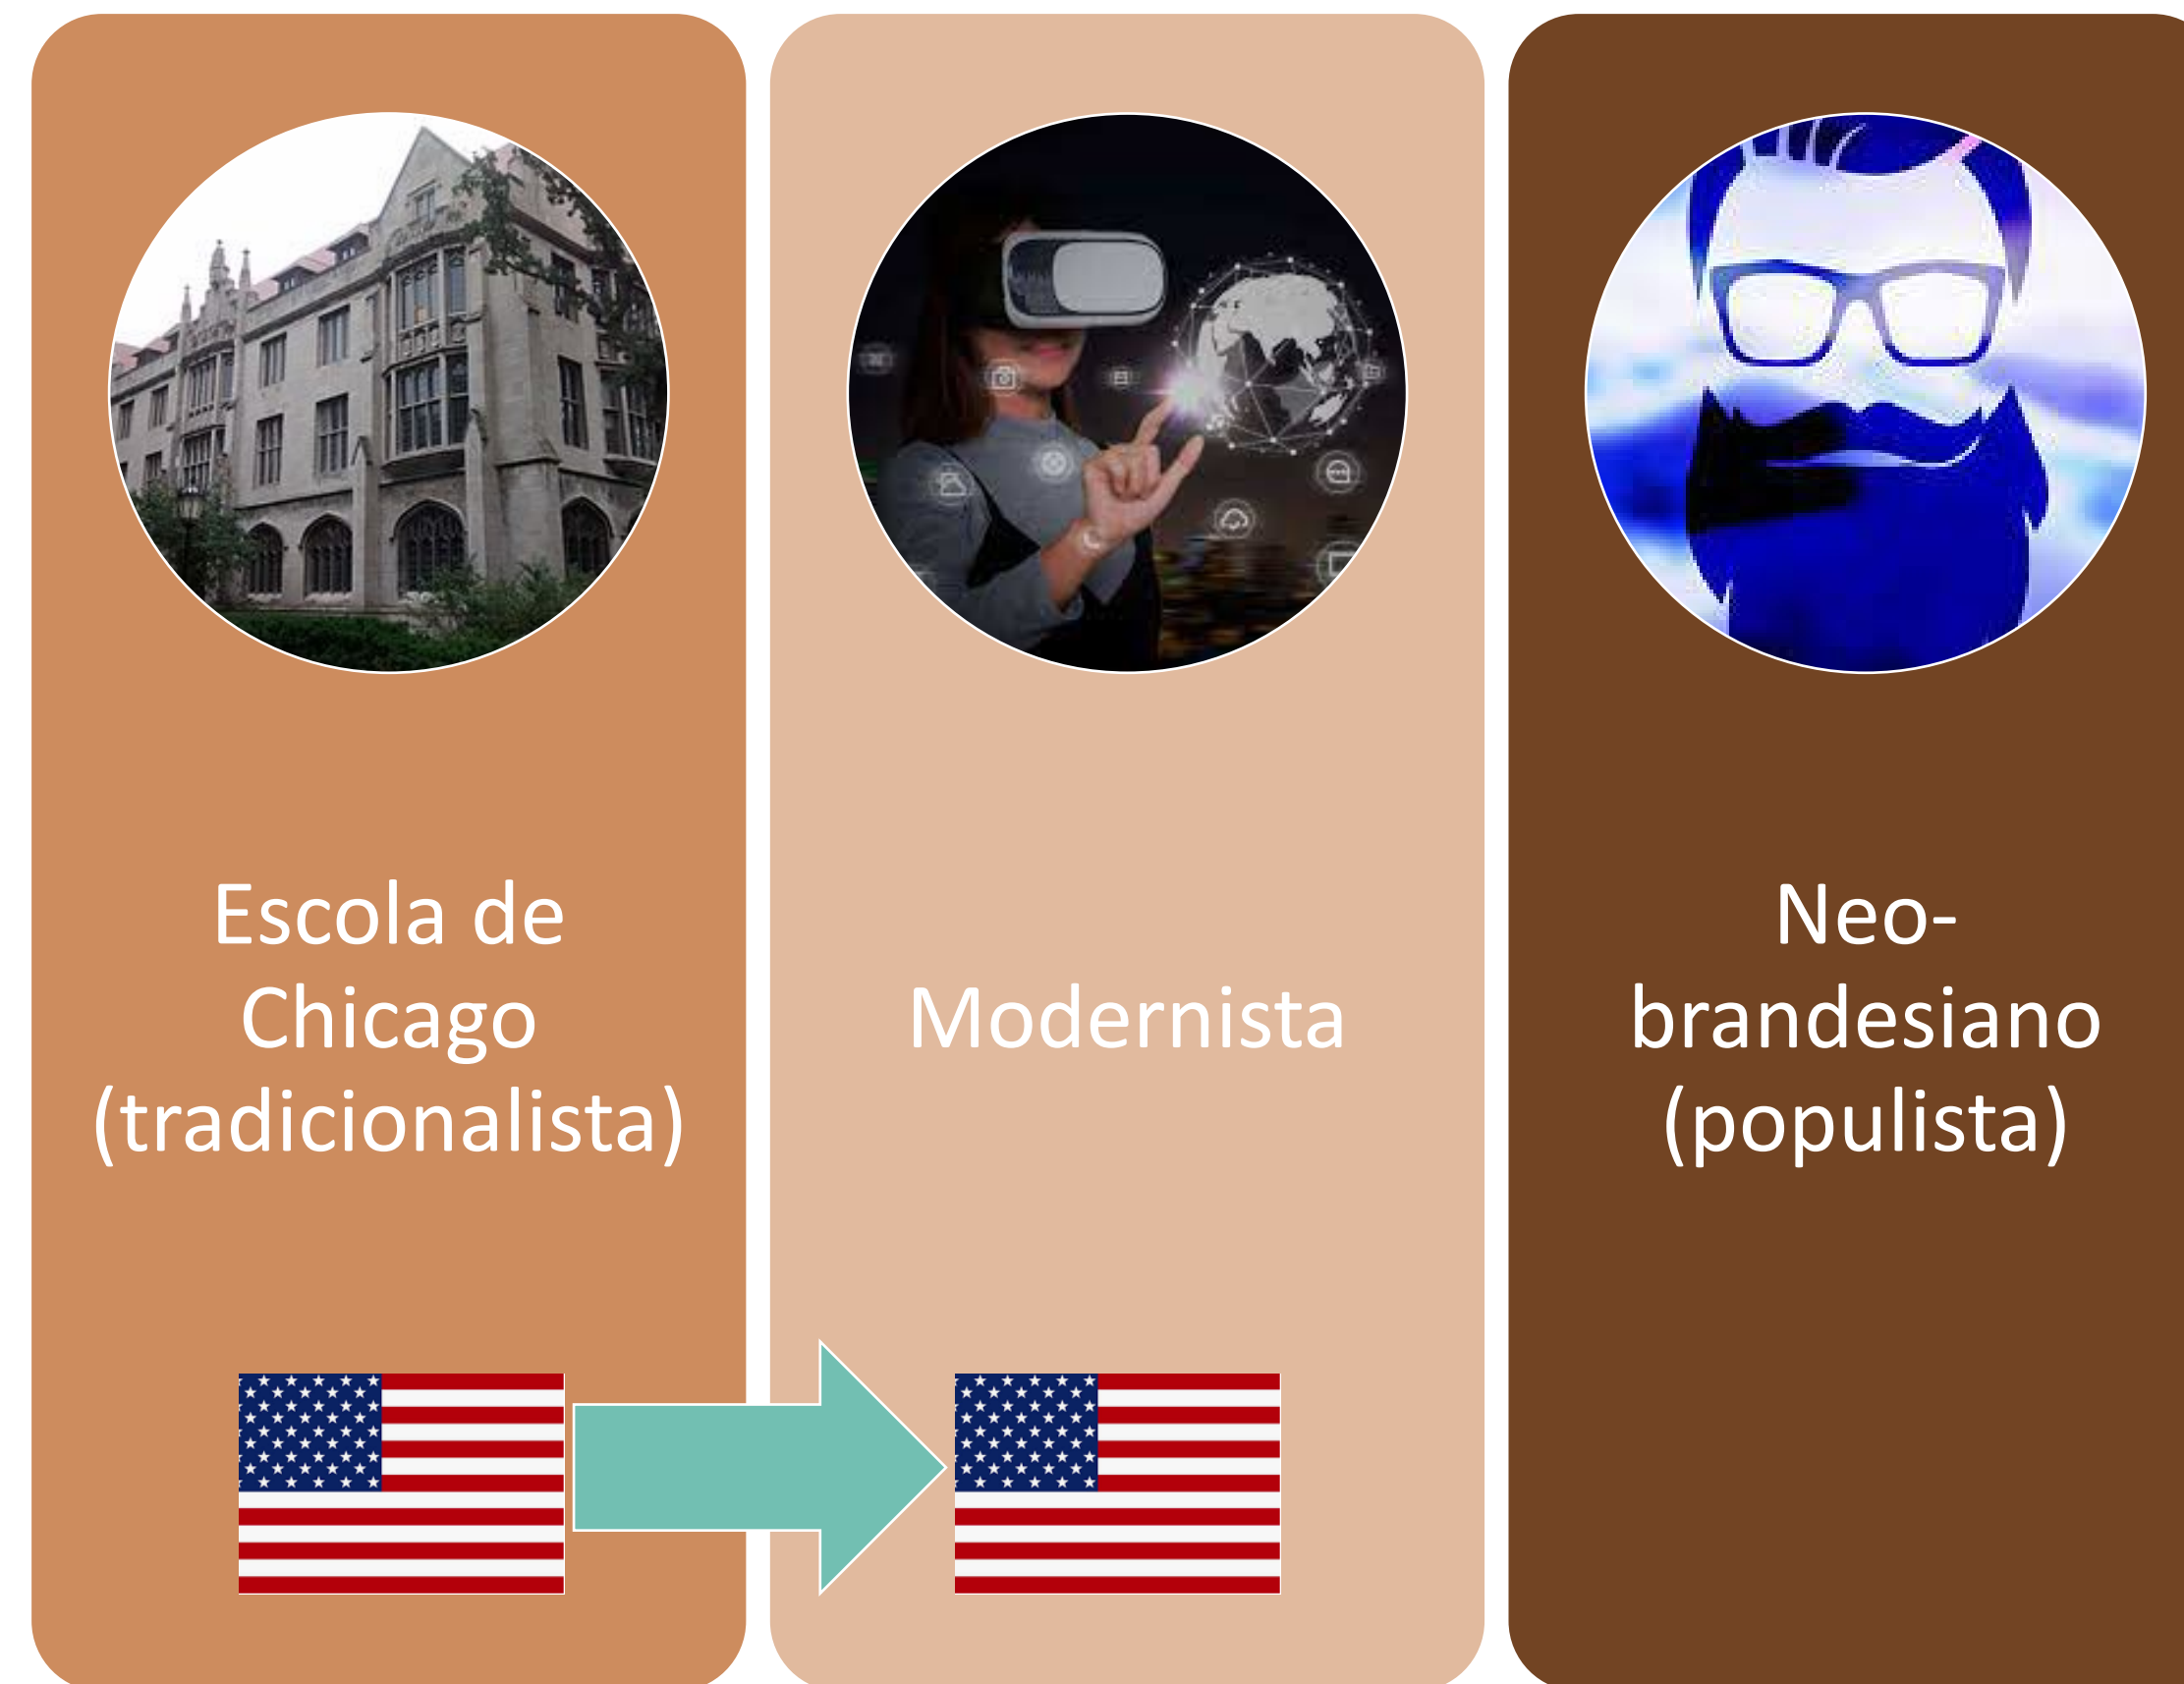 Escola de
Chicago
(tradicionalista)
Modernista
Neo-
brandesiano
(populista)